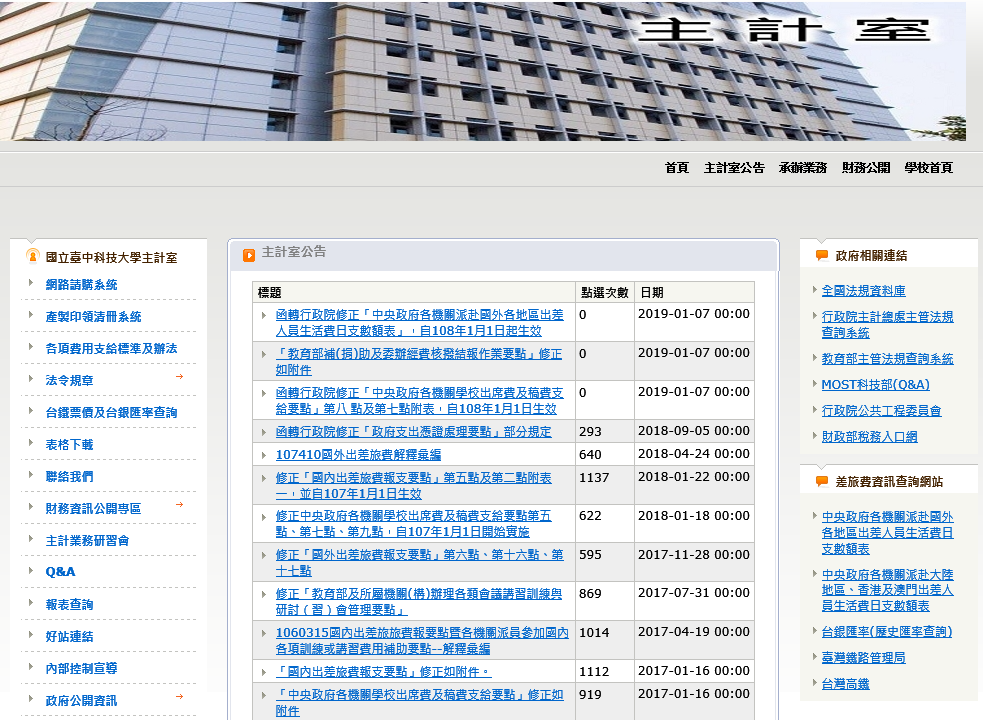 主 計 室
首頁 主計室公告 承辦業務 財務公開 學校首頁
國立臺中科技大學主計室
網路請購系統
產製印領清冊系統
各項費用支給標準及辦法
法令規章
台鐵票價及台銀匯率查詢
表格下載
聯絡我們
財務資訊公開專區
主計業務研習會
Q&A
報表查詢
好站連結
內部控制宣導
政府公開資訊
主計室公告
標題 點選次數 日期
函轉行政院修正「中央政府各機關派赴國外各地區出差 0 2019-01-07 00:00
人員生活費日支數額表」，自108年1月1日起生效
「教育部補(捐)助及委辦經費核撥結報作業要點」修正 0 2019-01-07 00:00
如附件
函轉行政院修正「中央政府各機關學校出席費及稿費支 0 2019-01-07 00:00
給要點」第八點及第七點附表，自108年1月1日生效
函轉行政院修正「政府支出憑證處理要點」部分規定 293 2018-09-05 00:00
107410國外出差旅費解釋彙編 640 2018-04-24 00:00
修正「國內出差旅費報支要點」第五點及第二點附表 1137 2018-01-22 00:00
一，並自107年1月1日生效
修正中央政府各機關學校出席費及稿費支給要點第五 622 2018-01-18 00:00
點、第七點、第九點，自107年1月1日開始實施
修正「國外出差旅費報支要點」第六點、第十六點、第 595 2017-11-28 00:00
十七點
修正「教育部及所屬機關(構)辦理各類會議講習訓練與 869 2017-07-31 00:00
研討（習）會管理要點」
1060315國內出差旅旅費報要點暨各機關派員參加國內 1014 2017-04-19 00:00
各項訓練或講習費用補助要點--解釋彙編
「國內出差旅費報支要點」修正如附件。 1112 2017-01-16 00:00
「中央政府各機關學校出席費及稿費支給要點」修正如 919 2017-01-16 00:00
附件
政府相關連結
全國法規資料庫
行政院主計總處主管法規
查詢系統
教育部主管法規查詢系統
MOST科技部(Q&A)
行政院公共工程委員會
財政部稅務入口網
差旅費資訊查詢網站
中央政府各機關派赴國外
各地區出差人員生活費日
支數額表
中央政府各機關派赴大陸
地區、香港及澳門出差人
員生活費日支數額表
台銀匯率(歷史匯率查詢)
臺灣鐵路管理局
台灣高鐵